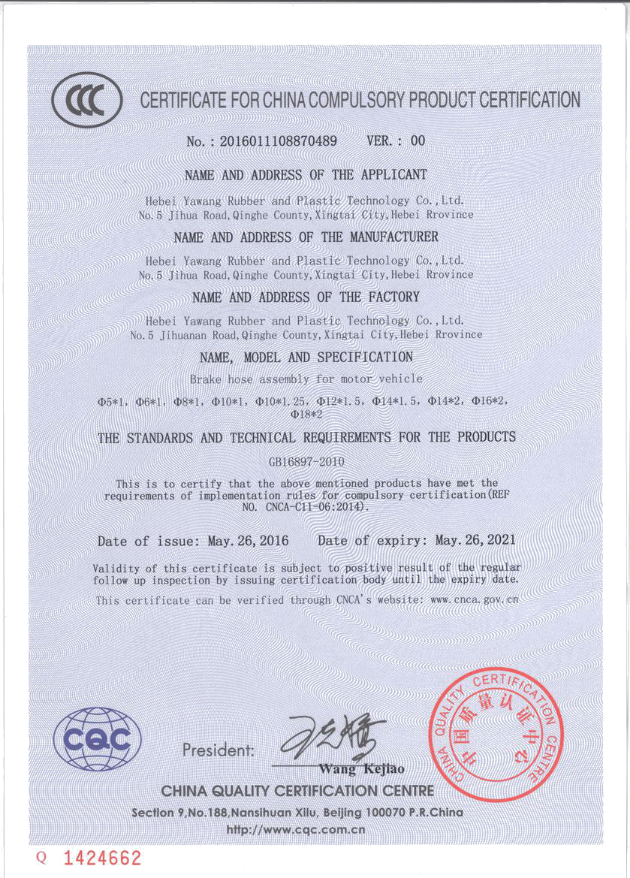 CCC
CERTIFICATE FOR CHINA COMPULSORY PRODUCT CERTIFICATION
No.: 2016011108870489 VER.: 00
NAME AND ADDRESS OF THE APPLICANT
Hebei Yawang Rubber and Plastic Technology Co.,Ltd.
No.5 Jihua Road,Qinghe County,Xingtai City,Hebei Rrovince
NAME AND ADDRESS OF THE MANUFACTURER
Hebei Yawang Rubber and Plastic Technology Co.,Ltd.
No.5 Jihua Road,Qinghe County,Xingtai City,Hebei Rrovince
NAME AND ADDRESS OF THE FACTORY
Hebei Yawang Rubber and Plastic Technology Co.,Ltd.
No.5 Jihuanan Road,Qinghe County,Xingtai City,Hebei Rrovince
NAME, MODEL AND SPECIFICATION
Brake hose assembly for motor vehicle
Φ5*1, Φ6*1, Φ8*1, Φ10*1, Φ10*1.25, Φ12*1.5, Φ14*1.5, Φ14*2, Φ16*2,
Φ18*2
THE STANDARDS AND TECHNICAL REQUIREMENTS FOR THE PRODUCTS
GB16897-2010
This is to certify that the above mentioned products have met the
requirements of implementation rules for compulsory certification(REF
NO. CNCA-C11-06:2014).
Date of issue: May.26,2016 Date of expiry: May.26,2021
Validity of this certificate is subject to positive result of the regular
follow up inspection by issuing certification body until the expiry date.
This certificate can be verified through CNCA's website: www.cnca.gov.cn
CHINA QUALITY CERTIFICATION CENTRE
中国质量认证中心
CQC
President:
Wang Kejiao
CHINA QUALITY CERTIFICATION CENTRE
Section 9,No.188,Nansihuan Xilu, Beijing 100070 P.R.China
http://www.cqc.com.cn
Q 1424662